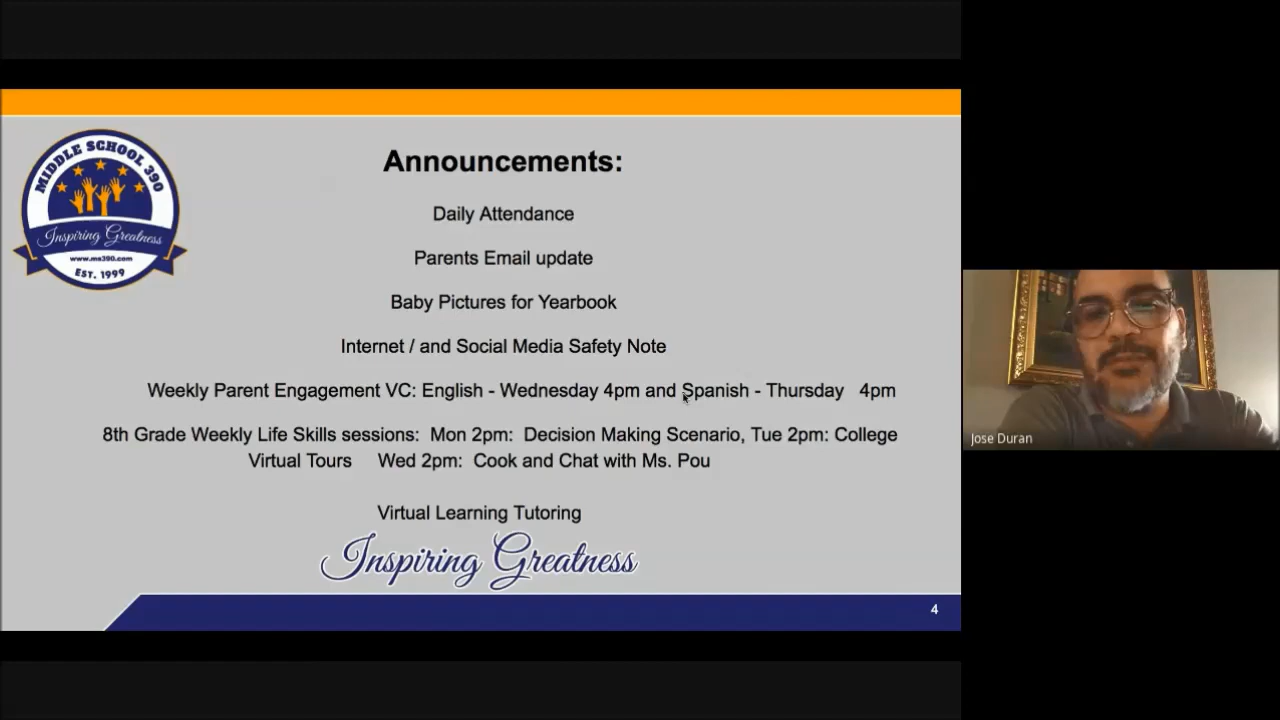 MIDDLE SCHOOL 390
Inspiring Greatness
www.ms390.com
EST. 1999
Announcements:
Daily Attendance
Parents Email update
Baby Pictures for Yearbook
Internet / and Social Media Safety Note
Weekly Parent Engagement VC: English - Wednesday 4pm and Spanish - Thursday 4pm
8th Grade Weekly Life Skills sessions: Mon 2pm: Decision Making Scenario, Tue 2pm: College
Virtual Tours Wed 2pm: Cook and Chat with Ms. Pou
Virtual Learning Tutoring
Inspiring Greatness
4
Jose Duran